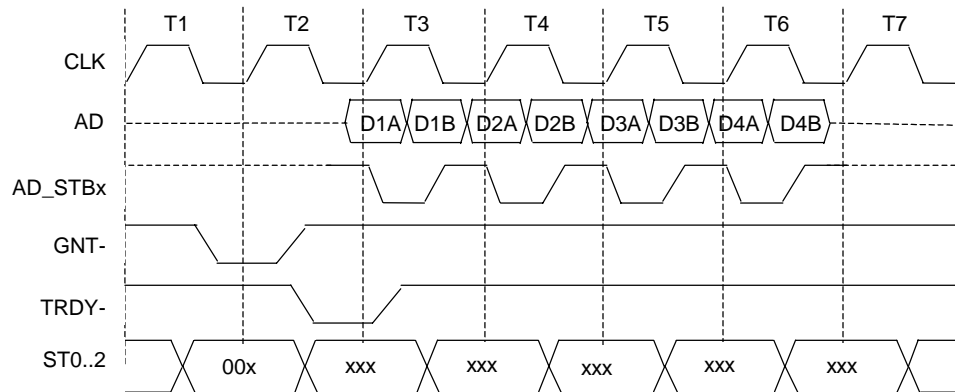 T1 T2 T3 T4 T5 T6 T7
CLK
AD D1A D1B D2A D2B D3A D3B D4A D4B
AD_STBx
GNT-
TRDY-
ST0..2 00x xxx xxx xxx xxx xxx